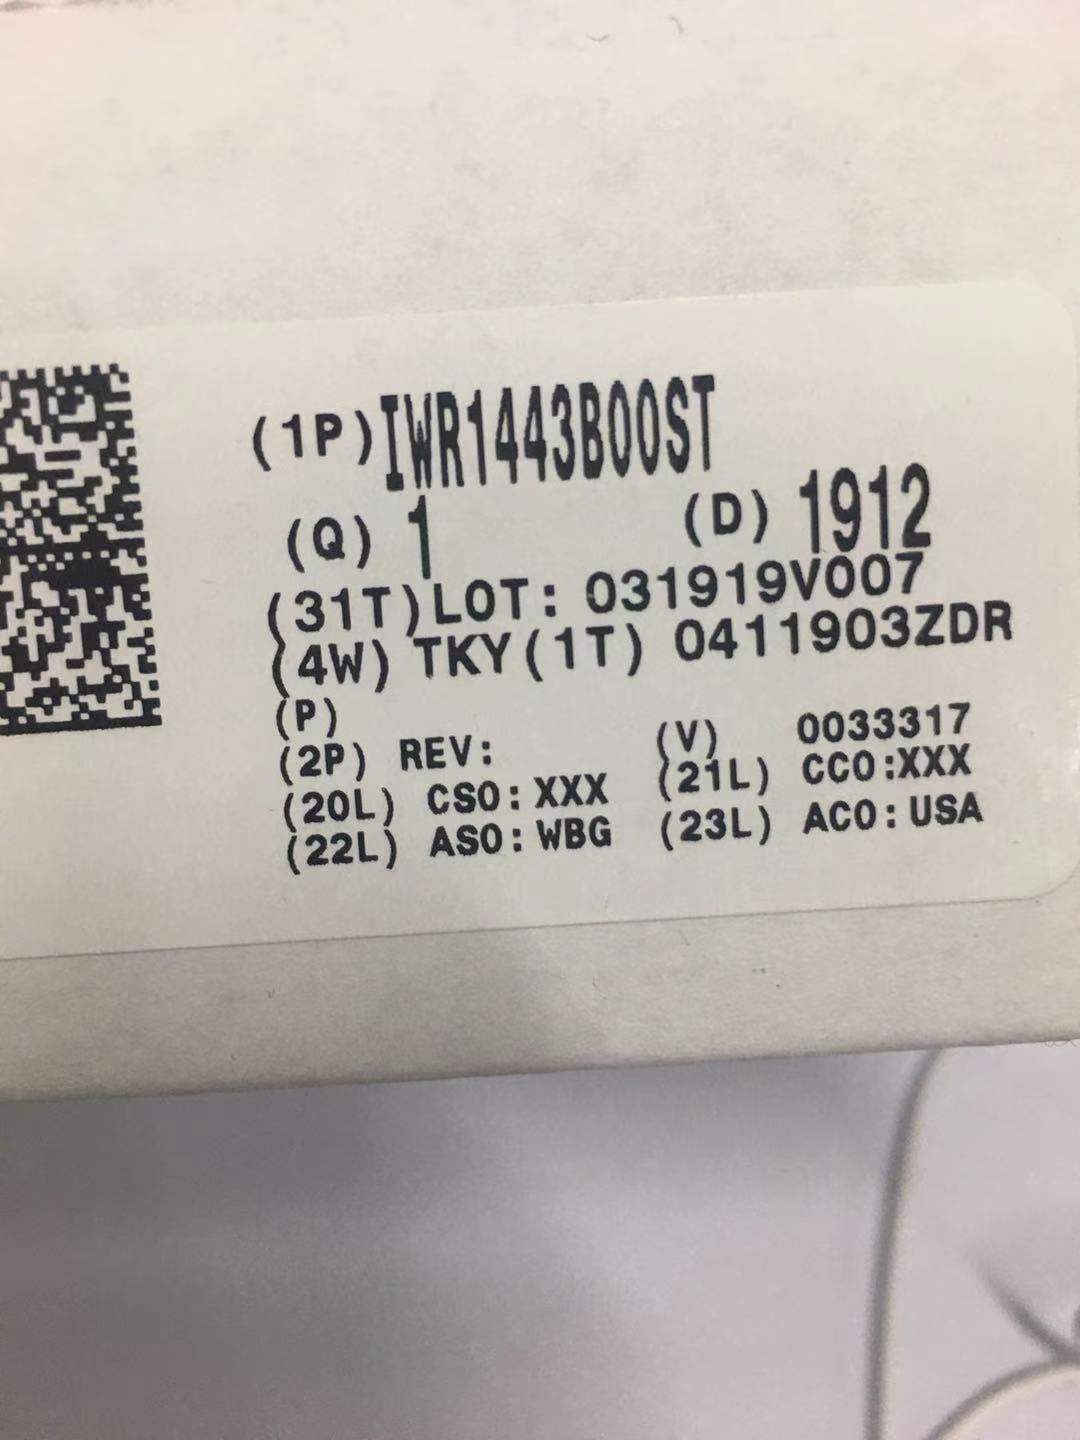 (1P)IWR1443BOOST
(Q) 1 (D) 1912
(31T)LOT: 031919V007
(4W) TKY(1T) 0411903ZDR
(P)
(2P) REV: (V) 0033317
(20L) CSO:XXX (21L) CCO:XXX
(22L) ASO:WBG (23L) ACO:USA